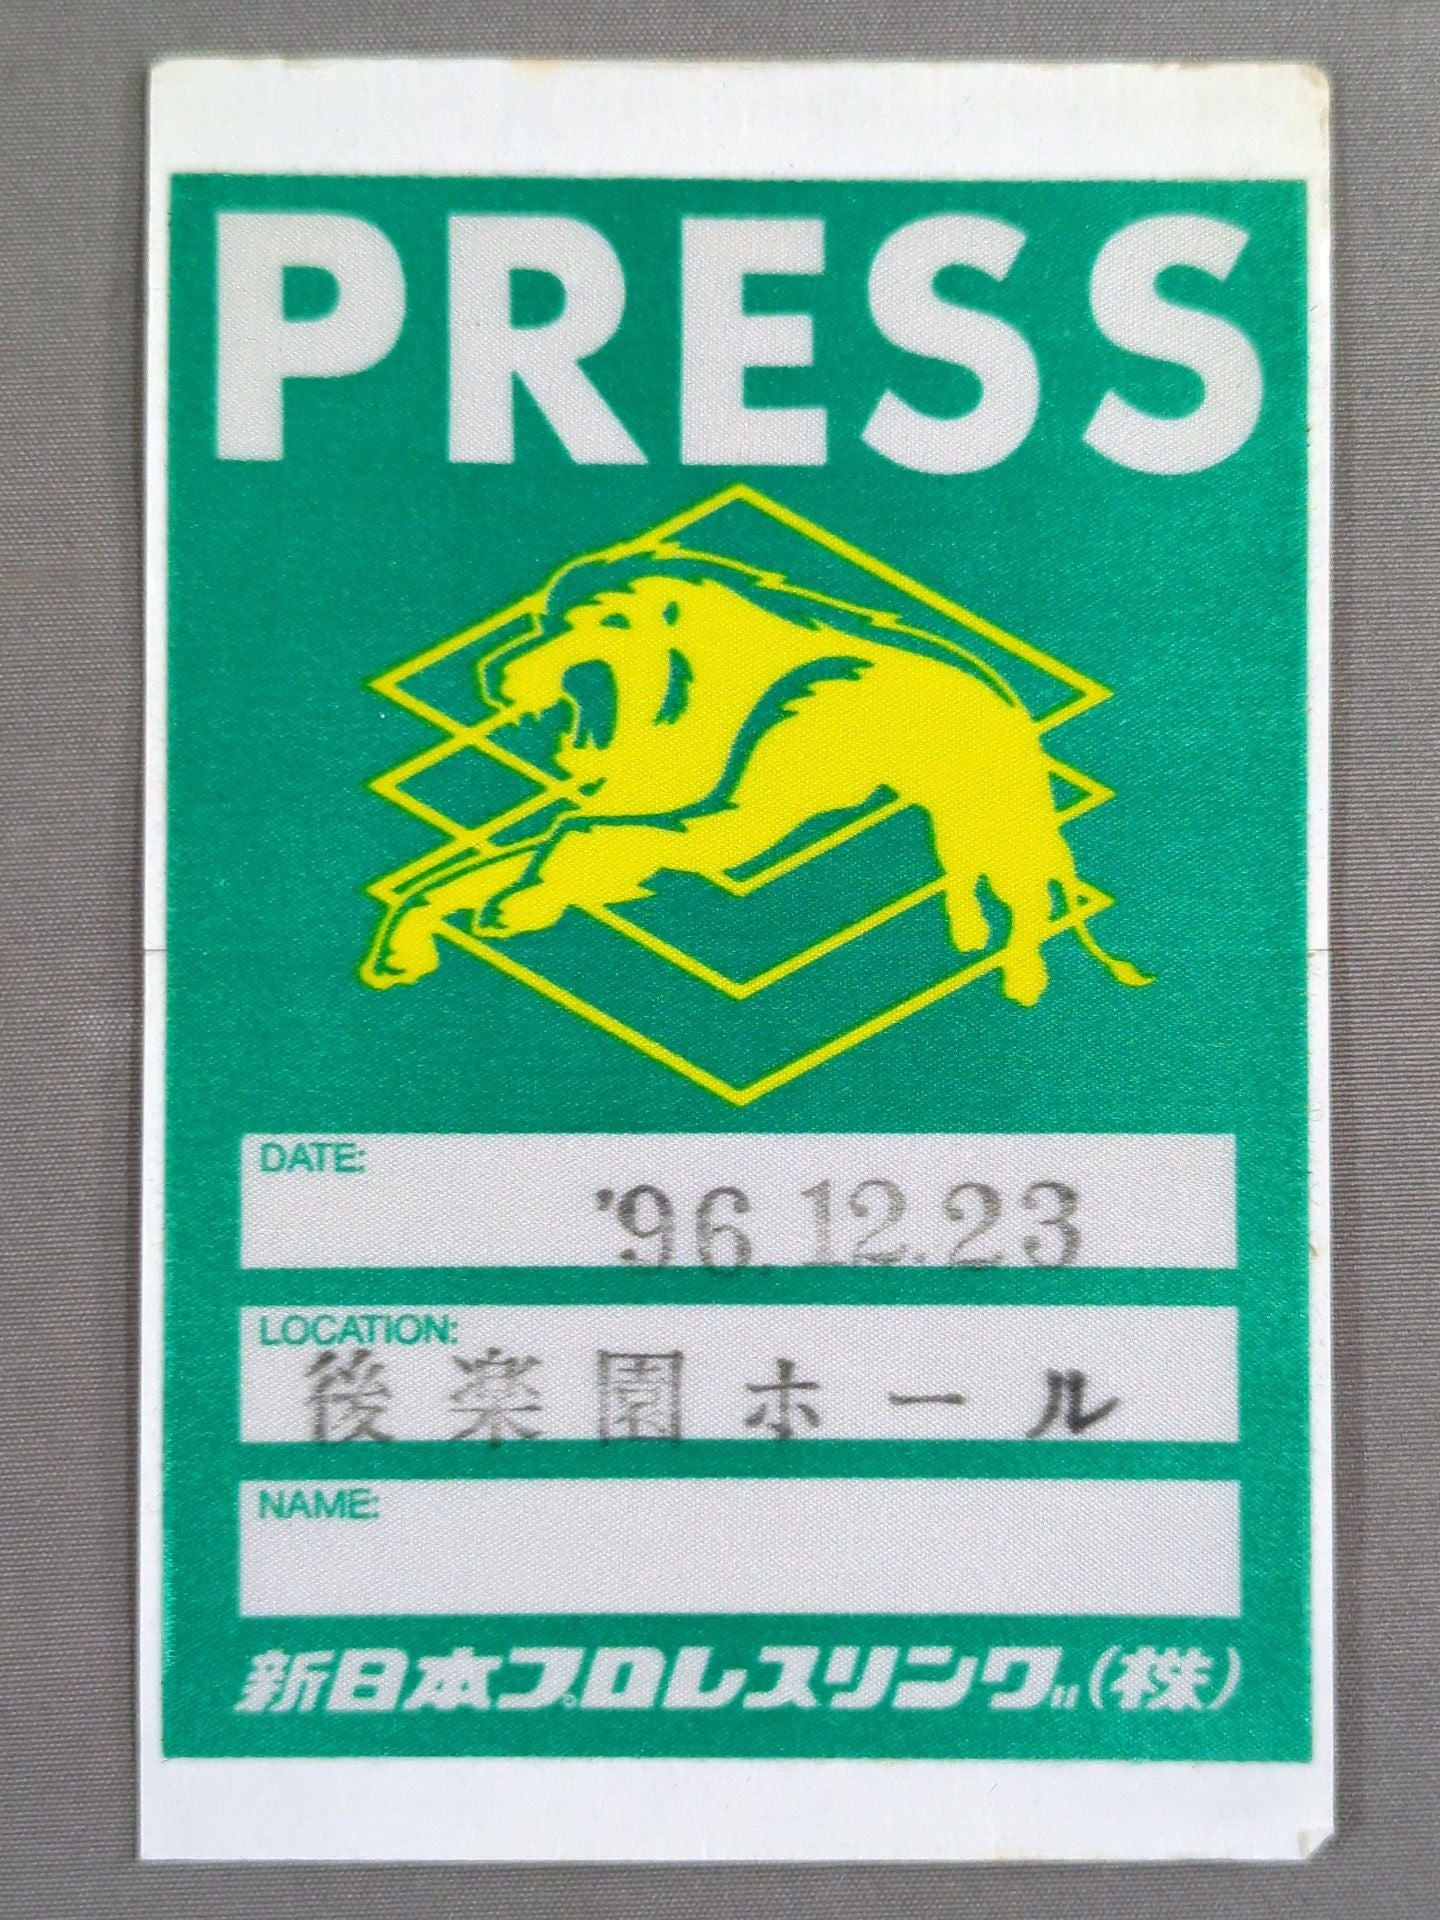 PRESS
DATE:
'96.12.23
LOCATION:
後楽園ホール
NAME:
新日本プロレスリング(株)